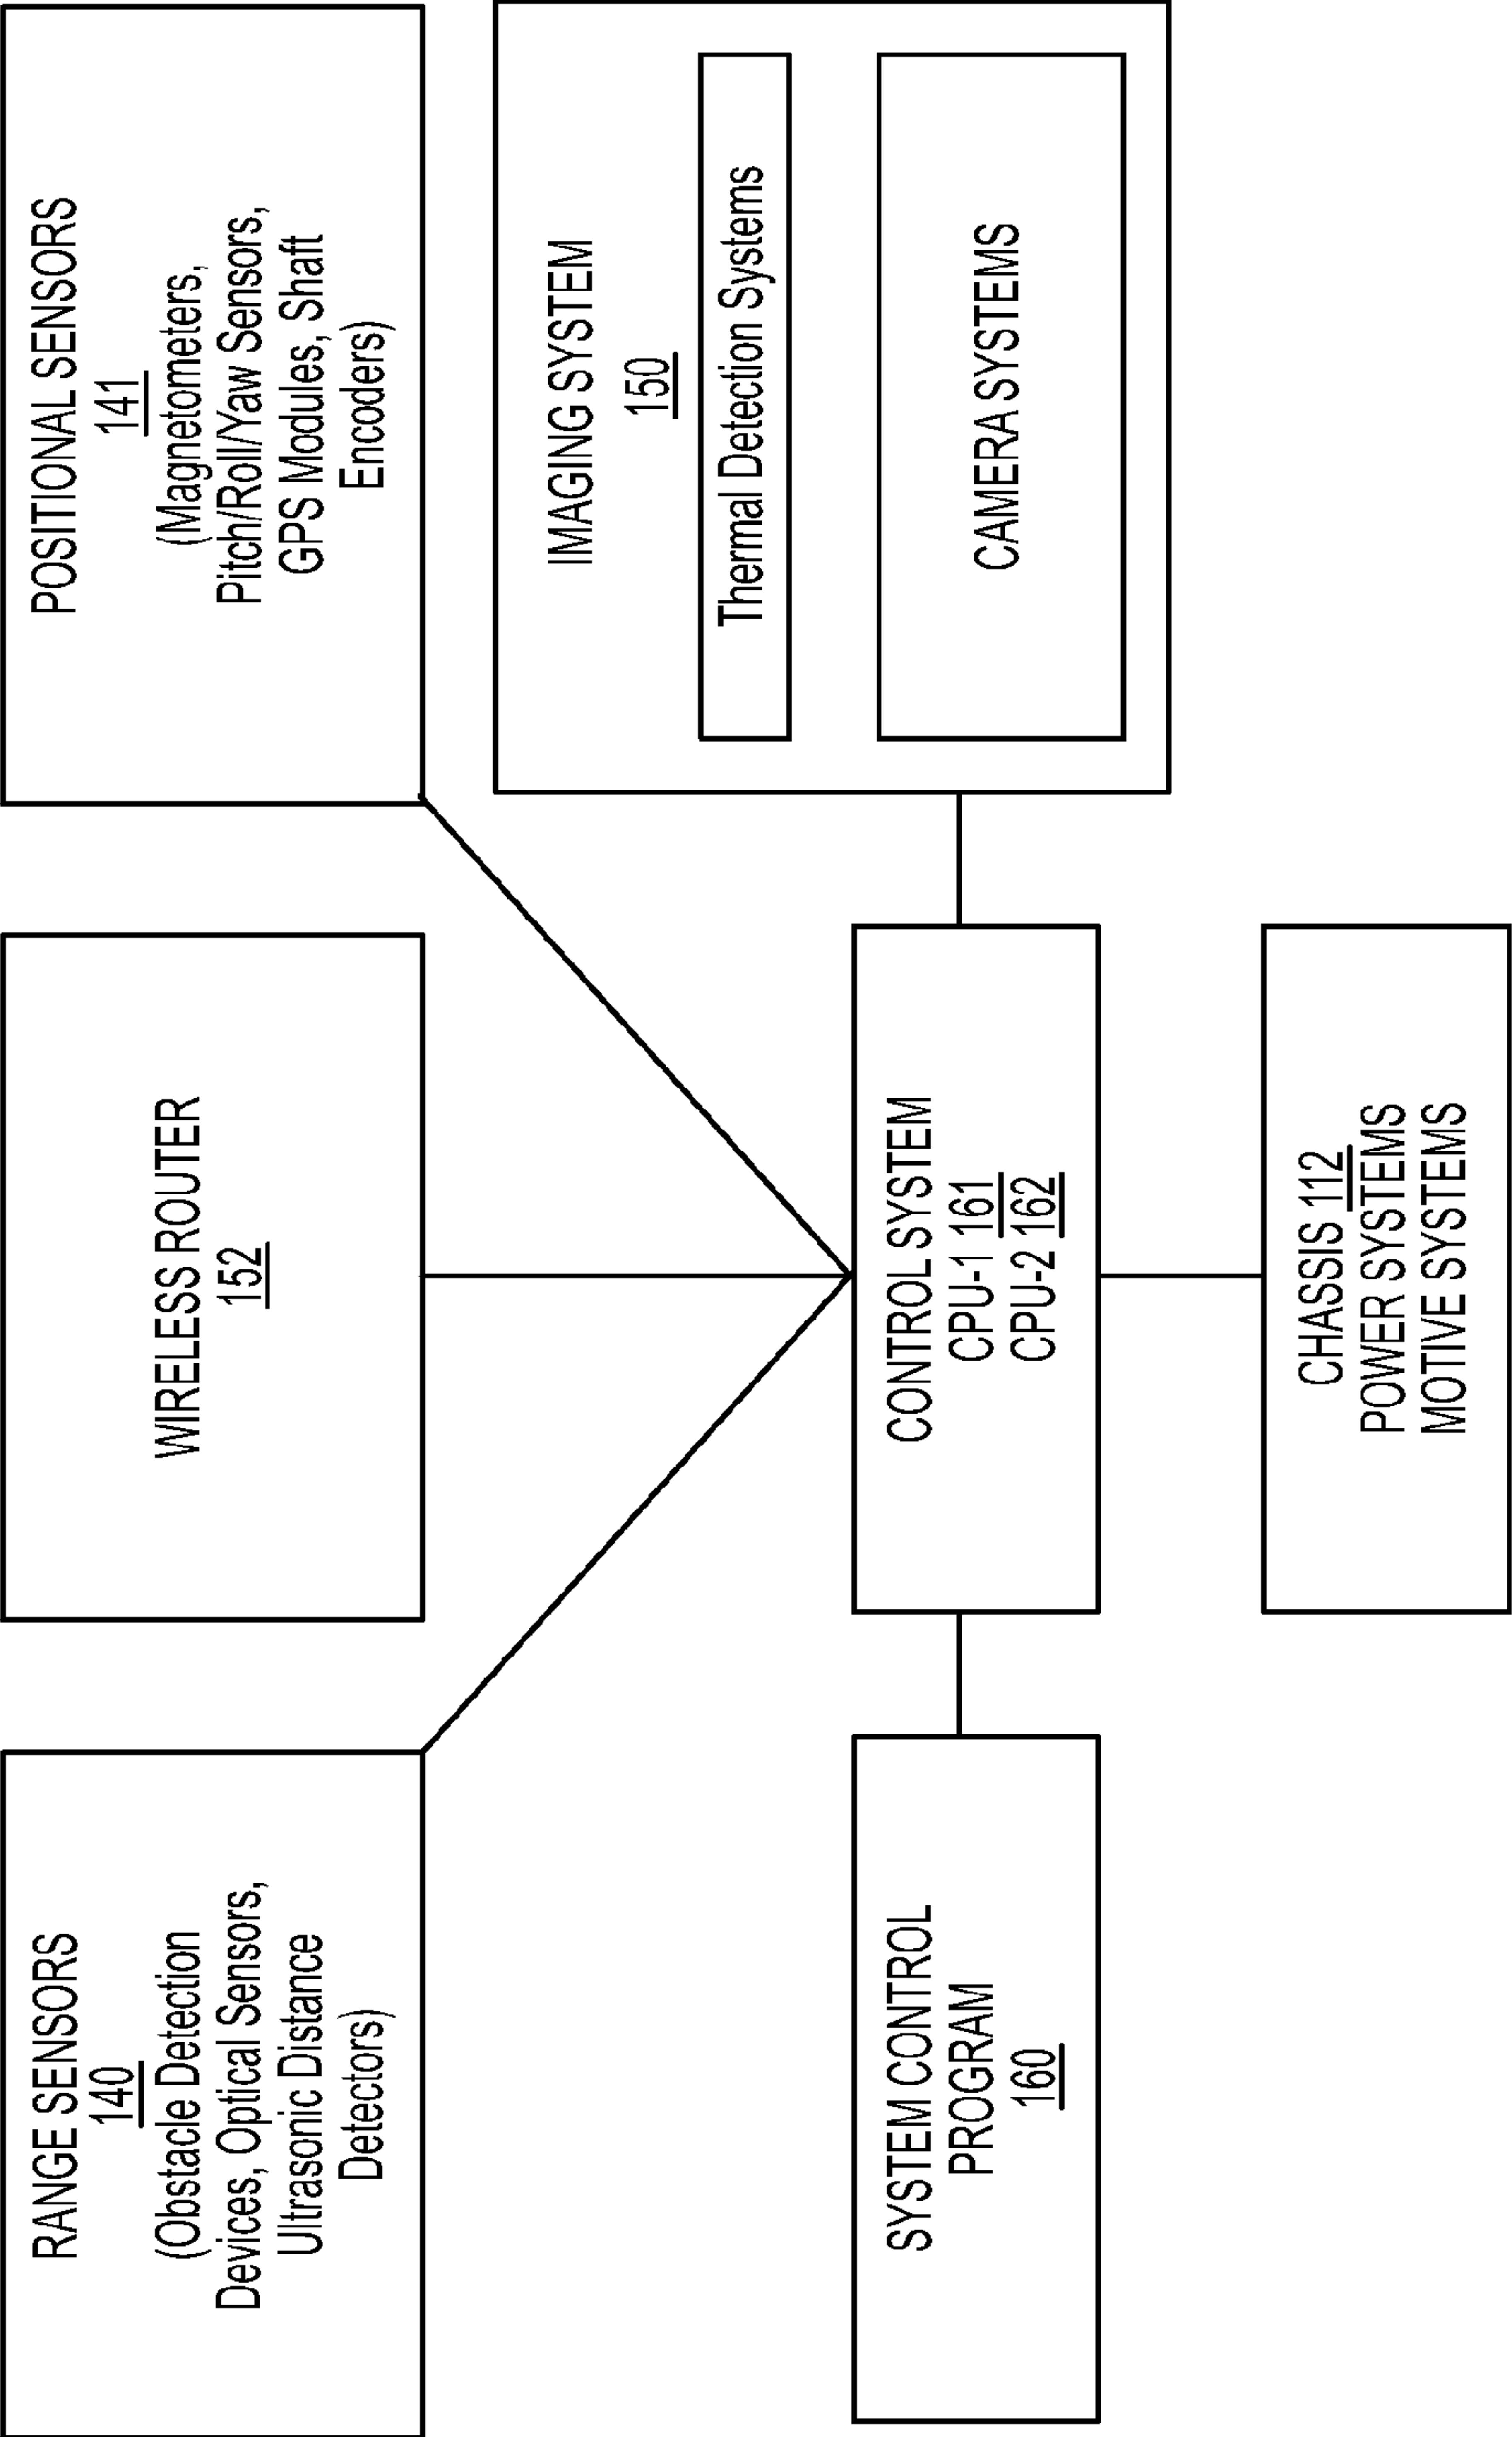 RANGE SENSORS
140
(Obstacle Detection
Devices, Optical Sensors,
Ultrasonic Distance
Detectors)
WIRELESS ROUTER
152
POSITIONAL SENSORS
141
(Magnetometers,
Pitch/Roll/Yaw Sensors,
GPS Modules, Shaft
Encoders)
IMAGING SYSTEM
150
Thermal Detection Systems
CAMERA SYSTEMS
SYSTEM CONTROL
PROGRAM
160
CONTROL SYSTEM
CPU-1 161
CPU-2 162
CHASSIS 112
POWER SYSTEMS
MOTIVE SYSTEMS